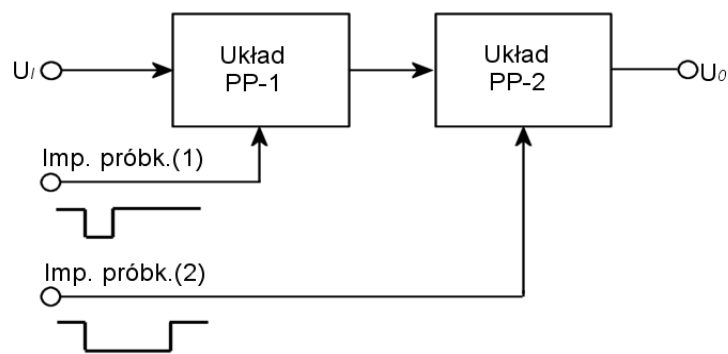 Układ
PP-1
Układ
PP-2
UI
U0
Imp. próbk.(1)
Imp. próbk.(2)